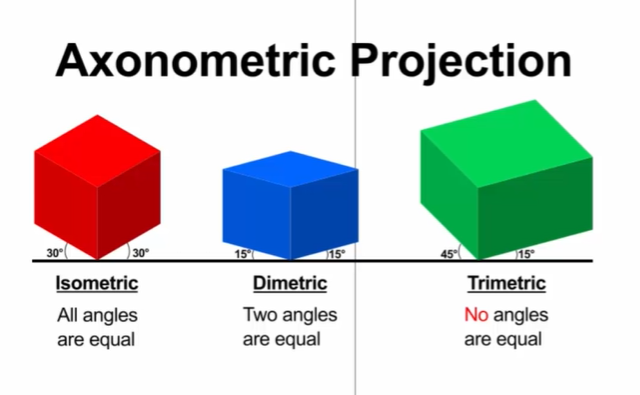 Axonometric Projection
30° 30° 15° 15° 45° 15°
Isometric Dimetric Trimetric
All angles Two angles No angles
are equal are equal are equal